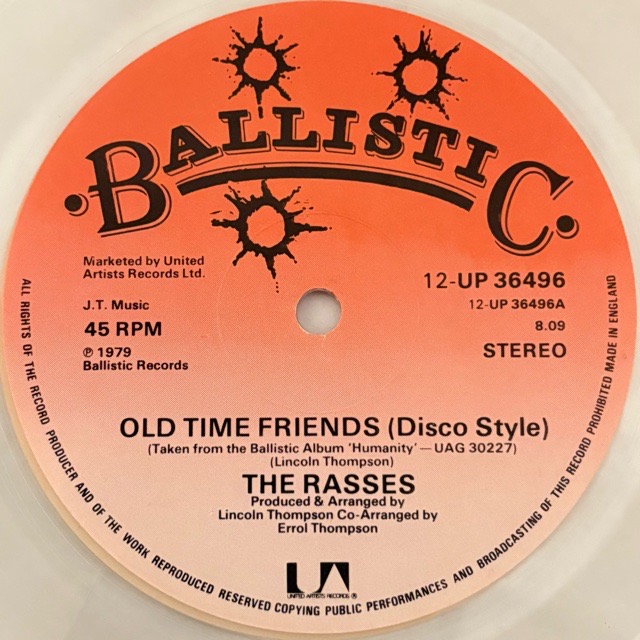 BALLISTIC
Marketed by United
Artists Records Ltd.
J.T. Music
45 RPM
℗ 1979
Ballistic Records
12-UP 36496
12-UP 36496A
8.09
STEREO
OLD TIME FRIENDS (Disco Style)
(Taken from the Ballistic Album 'Humanity' — UAG 30227)
(Lincoln Thompson)
THE RASSES
Produced & Arranged by
Lincoln Thompson Co-Arranged by
Errol Thompson
UA
UNITED ARTISTS RECORDS ®
ALL RIGHTS OF THE RECORD PRODUCER AND OF THE WORK REPRODUCED RESERVED COPYING PUBLIC PERFORMANCES AND BROADCASTING OF THIS RECORD PROHIBITED MADE IN ENGLAND